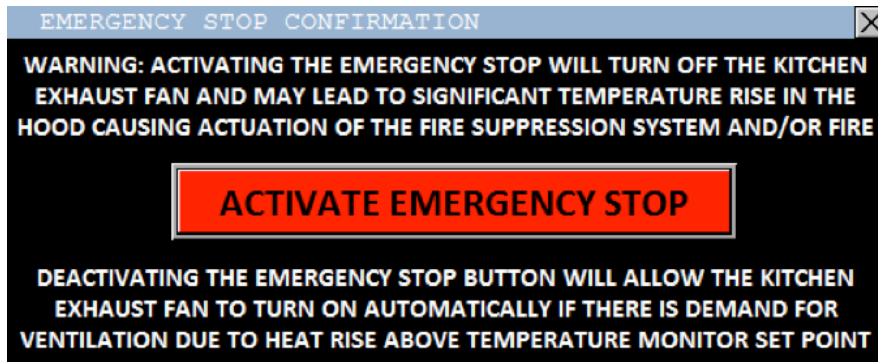 EMERGENCY STOP CONFIRMATION
WARNING: ACTIVATING THE EMERGENCY STOP WILL TURN OFF THE KITCHEN
EXHAUST FAN AND MAY LEAD TO SIGNIFICANT TEMPERATURE RISE IN THE
HOOD CAUSING ACTUATION OF THE FIRE SUPPRESSION SYSTEM AND/OR FIRE
ACTIVATE EMERGENCY STOP
DEACTIVATING THE EMERGENCY STOP BUTTON WILL ALLOW THE KITCHEN
EXHAUST FAN TO TURN ON AUTOMATICALLY IF THERE IS DEMAND FOR
VENTILATION DUE TO HEAT RISE ABOVE TEMPERATURE MONITOR SET POINT